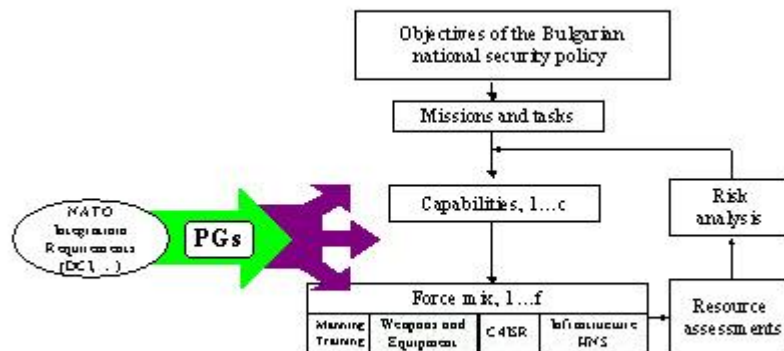 Objectives of the Bulgarian
national security policy
Missions and tasks
Capabilities, 1...c
Risk
analysis
NATO
Integration
Requirements
(DCI, ...)
PGs
Force mix, 1...f
Manning
Training
Weapons and
Equipment
C4ISR
Infrastructure
HNS
Resource
assessments